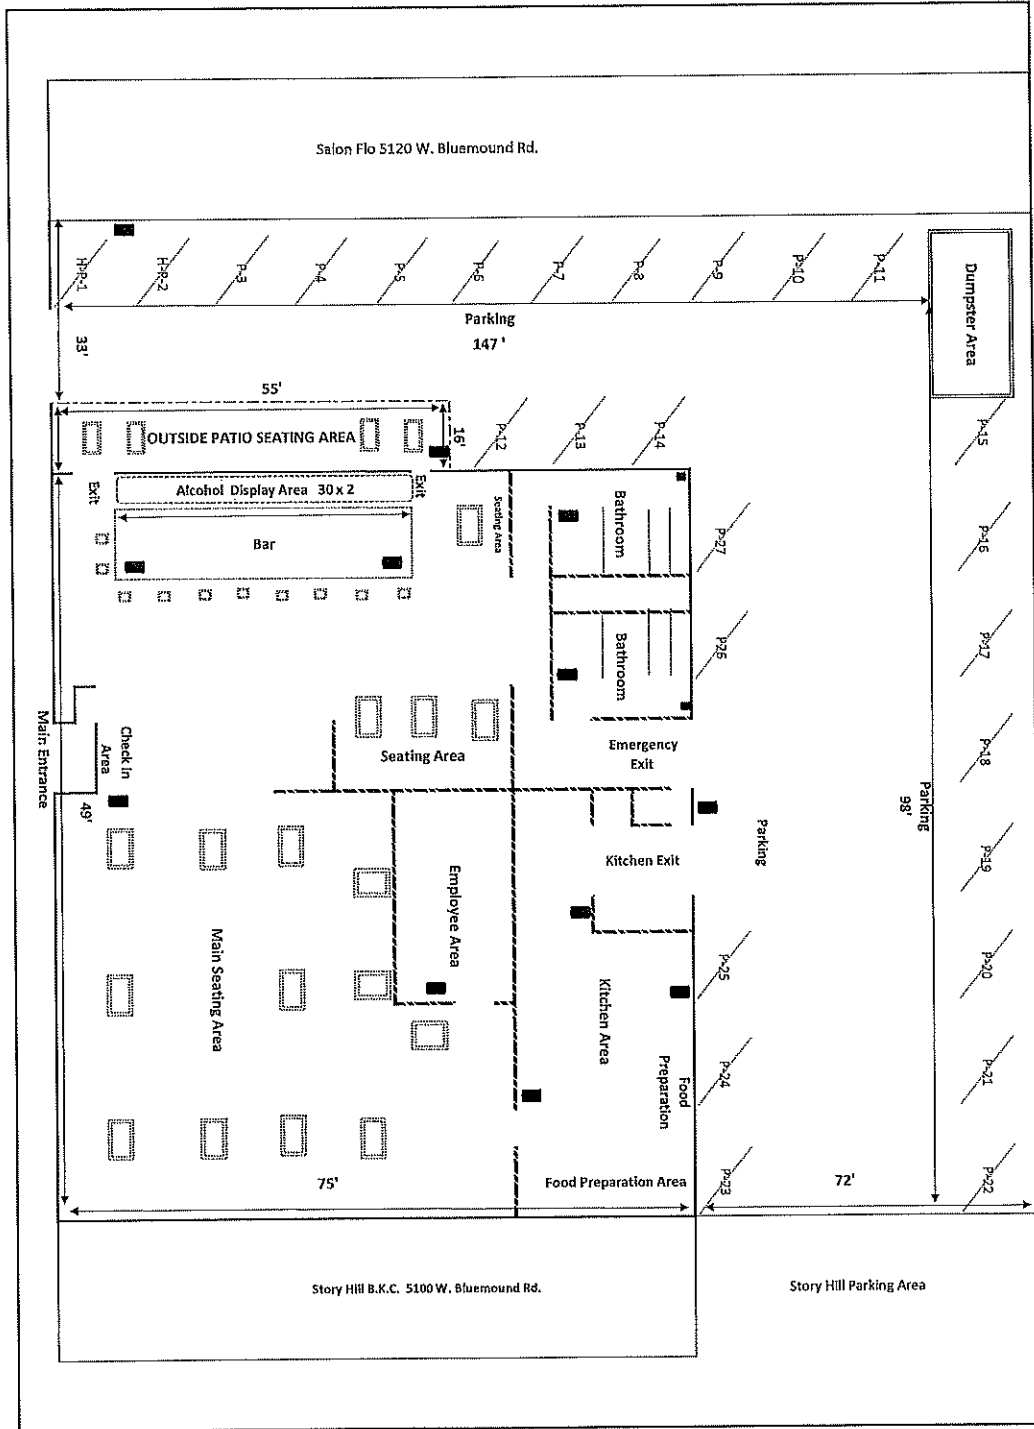 Salon Flo 5120 W. Bluemound Rd.
H-P-1
H-P-2
P-3
P-4
P-5
P-6
P-7
P-8
P-9
P-10
P-11
Dumpster Area
Parking
147 '
33'
55'
16'
OUTSIDE PATIO SEATING AREA
P-12
P-13
P-14
P-15
Exit
Alcohol Display Area 30 x 2
Exit
Seating Area
Bar
Bathroom
P-27
P-16
Bathroom
P-26
P-17
Main Entrance
Check In
Area
Seating Area
Emergency
Exit
P-18
49'
Parking
Parking
98'
Kitchen Exit
P-19
Employee Area
Main Seating Area
Kitchen Area
P-25
P-20
Food
Preparation
P-24
P-21
75'
Food Preparation Area
P-23
72'
P-22
Story Hill B.K.C. 5100 W. Bluemound Rd.
Story Hill Parking Area